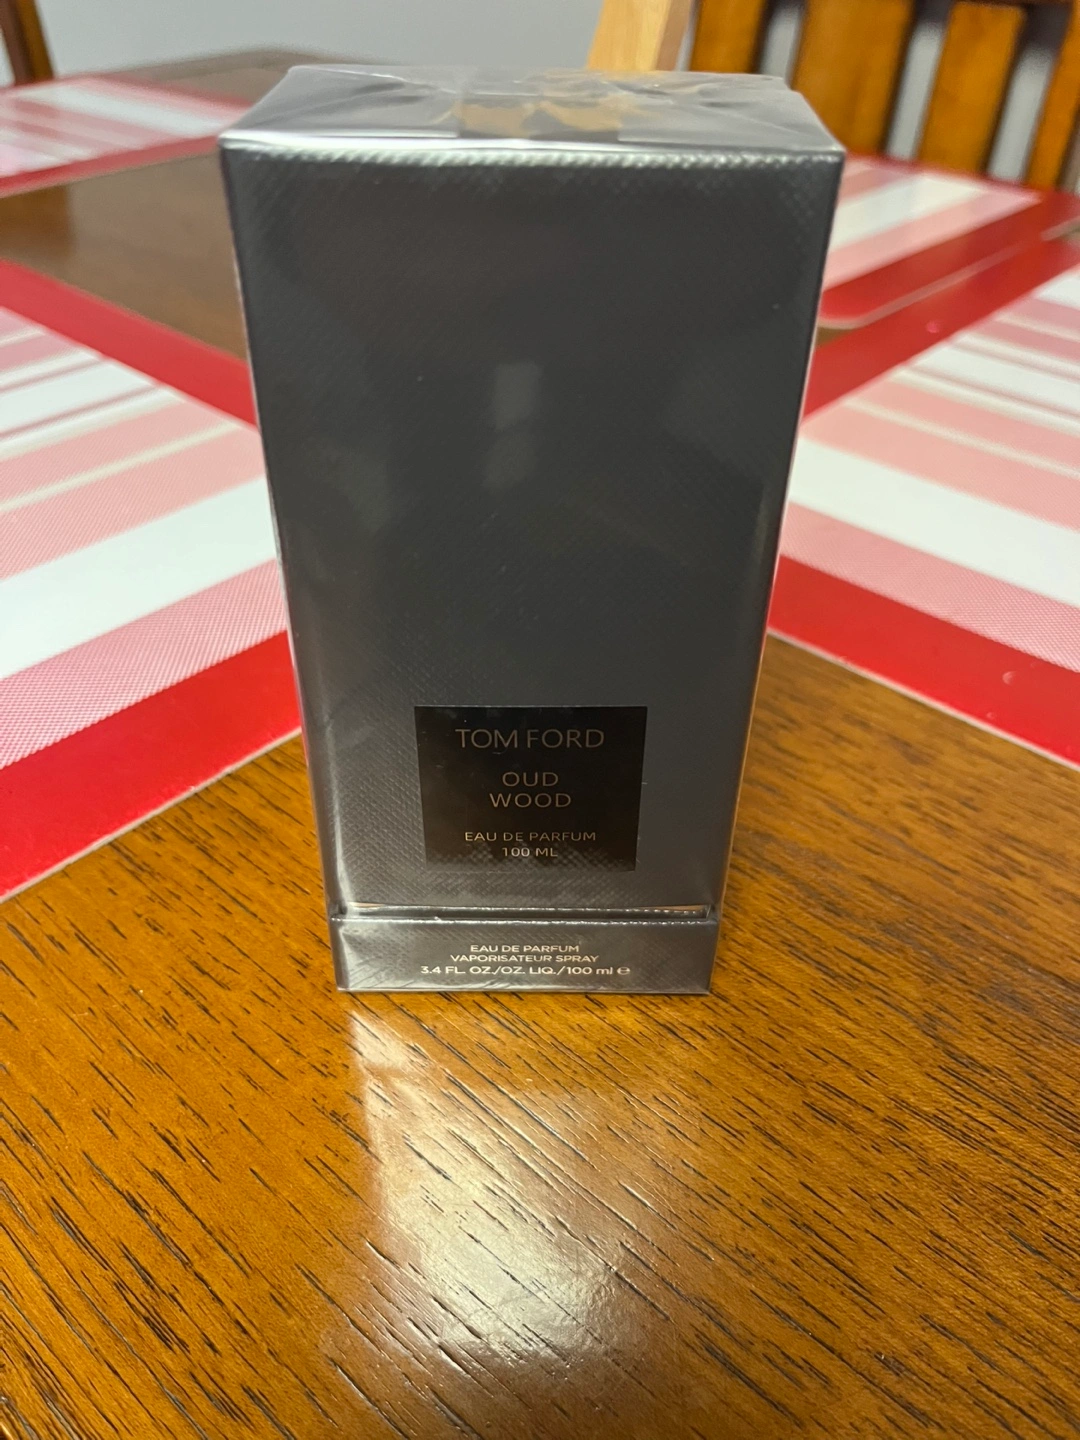 TOM FORD
OUD
WOOD
EAU DE PARFUM
100 ML
EAU DE PARFUM
VAPORISATEUR SPRAY
3.4 FL. OZ./OZ. LIQ./100 ml ℮